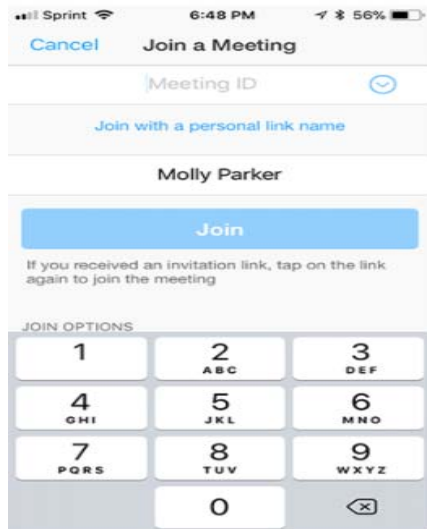 Sprint 6:48 PM 56%
Cancel Join a Meeting
Meeting ID
Join with a personal link name
Molly Parker
Join
If you received an invitation link, tap on the link
again to join the meeting
JOIN OPTIONS
1 2 3
ABC DEF
4 5 6
GHI JKL MNO
7 8 9
PQRS TUV WXYZ
0